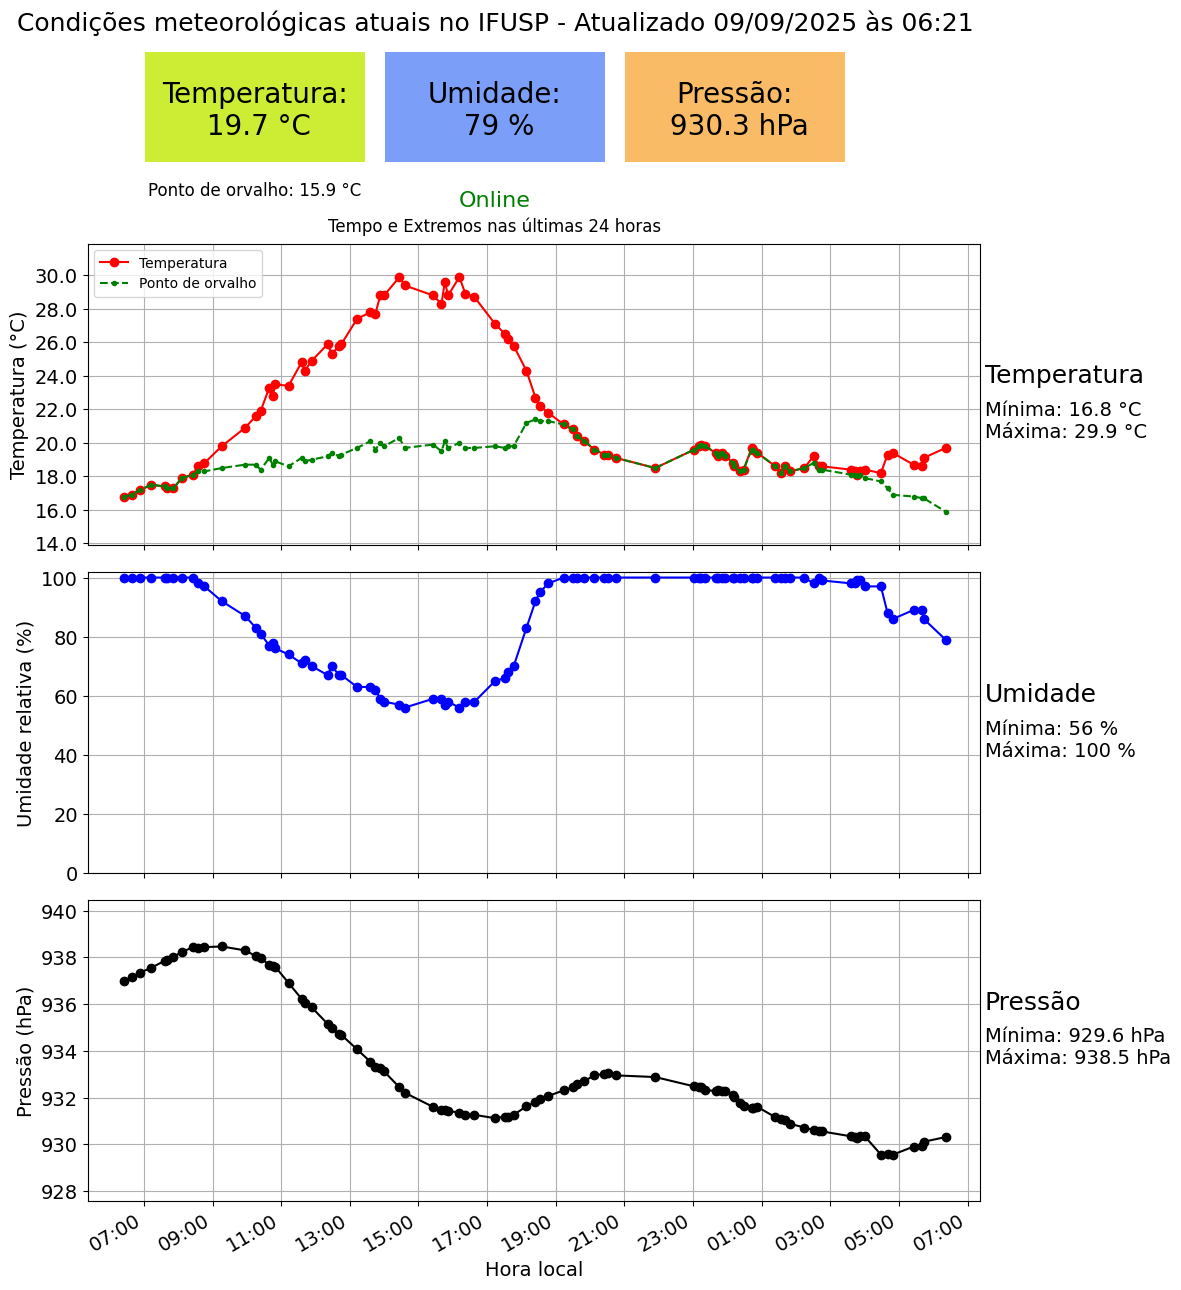 Condições meteorológicas atuais no IFUSP - Atualizado 09/09/2025 às 06:21
Temperatura:
19.7 °C
Umidade:
79 %
Pressão:
930.3 hPa
Ponto de orvalho: 15.9 °C
Online
Tempo e Extremos nas últimas 24 horas
Temperatura
Ponto de orvalho
Temperatura (°C)
30.0
28.0
26.0
24.0
22.0
20.0
18.0
16.0
14.0
Temperatura
Mínima: 16.8 °C
Máxima: 29.9 °C
Umidade relativa (%)
100
80
60
40
20
0
Umidade
Mínima: 56 %
Máxima: 100 %
Pressão (hPa)
940
938
936
934
932
930
928
Pressão
Mínima: 929.6 hPa
Máxima: 938.5 hPa
07:00
09:00
11:00
13:00
15:00
17:00
19:00
21:00
23:00
01:00
03:00
05:00
07:00
Hora local